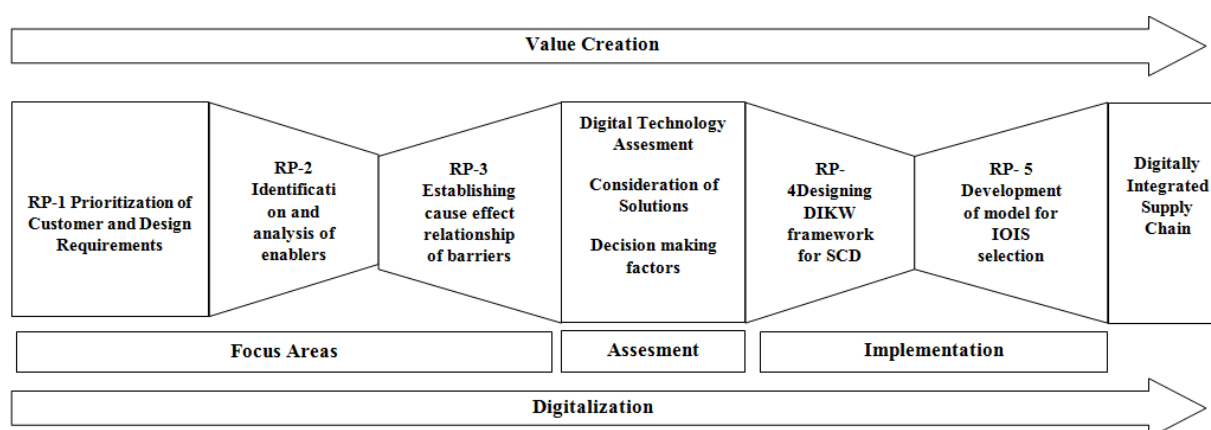 Value Creation
RP-1 Prioritization of
Customer and Design
Requirements
RP-2
Identificati
on and
analysis of
enablers
RP-3
Establishing
cause effect
relationship
of barriers
Digital Technology
Assesment
Consideration of
Solutions
Decision making
factors
RP-
4Designing
DIKW
framework
for SCD
RP- 5
Development
of model for
IOIS
selection
Digitally
Integrated
Supply
Chain
Focus Areas
Assesment
Implementation
Digitalization